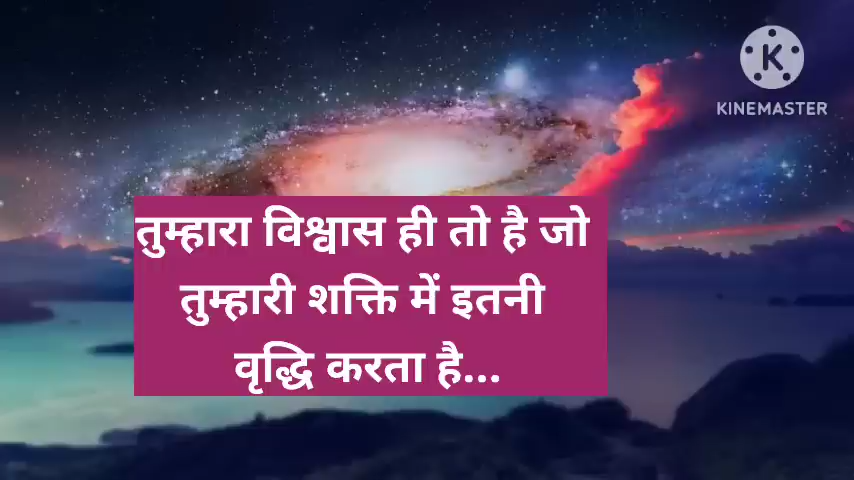 KINEMASTER
तुम्हारा विश्वास ही तो है जो
तुम्हारी शक्ति में इतनी
वृद्धि करता है...